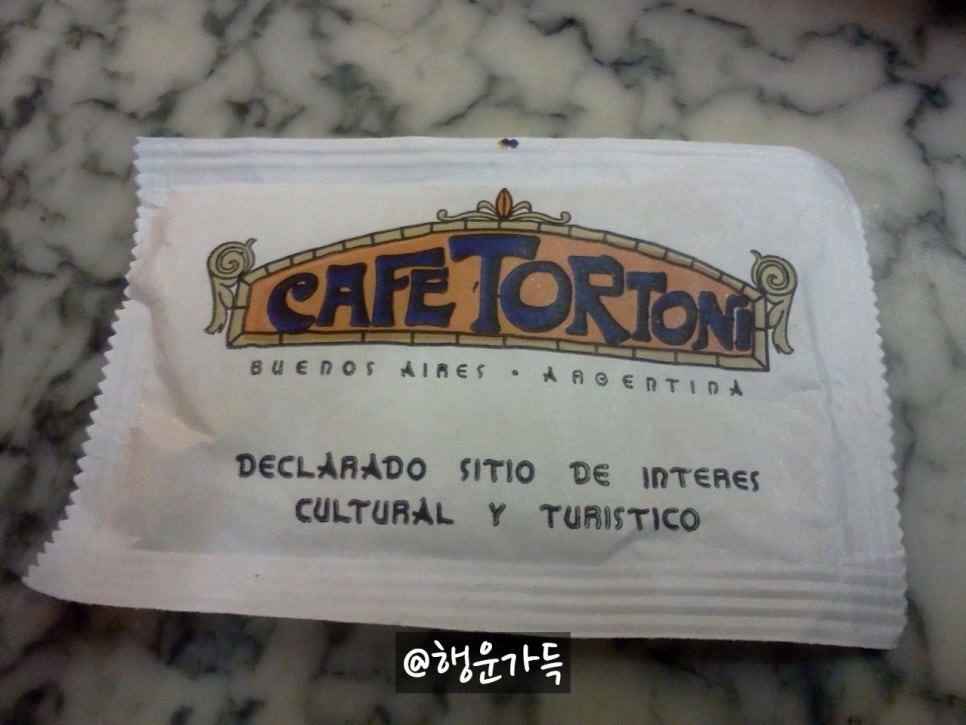 CAFE TORTONI
BUENOS AIRES · ARGENTINA
DECLARADO SITIO DE INTERES
CULTURAL Y TURISTICO
@행운가득